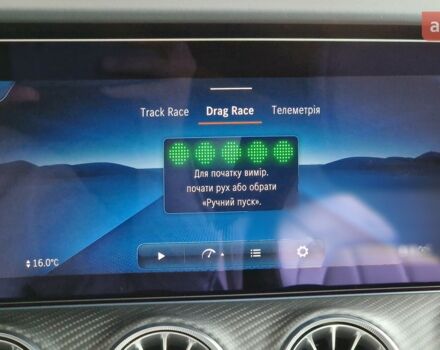 a
Track Race Drag Race Телеметрія
Для початку вимір.
почати рух або обрати
«Ручний пуск».
16.0°C